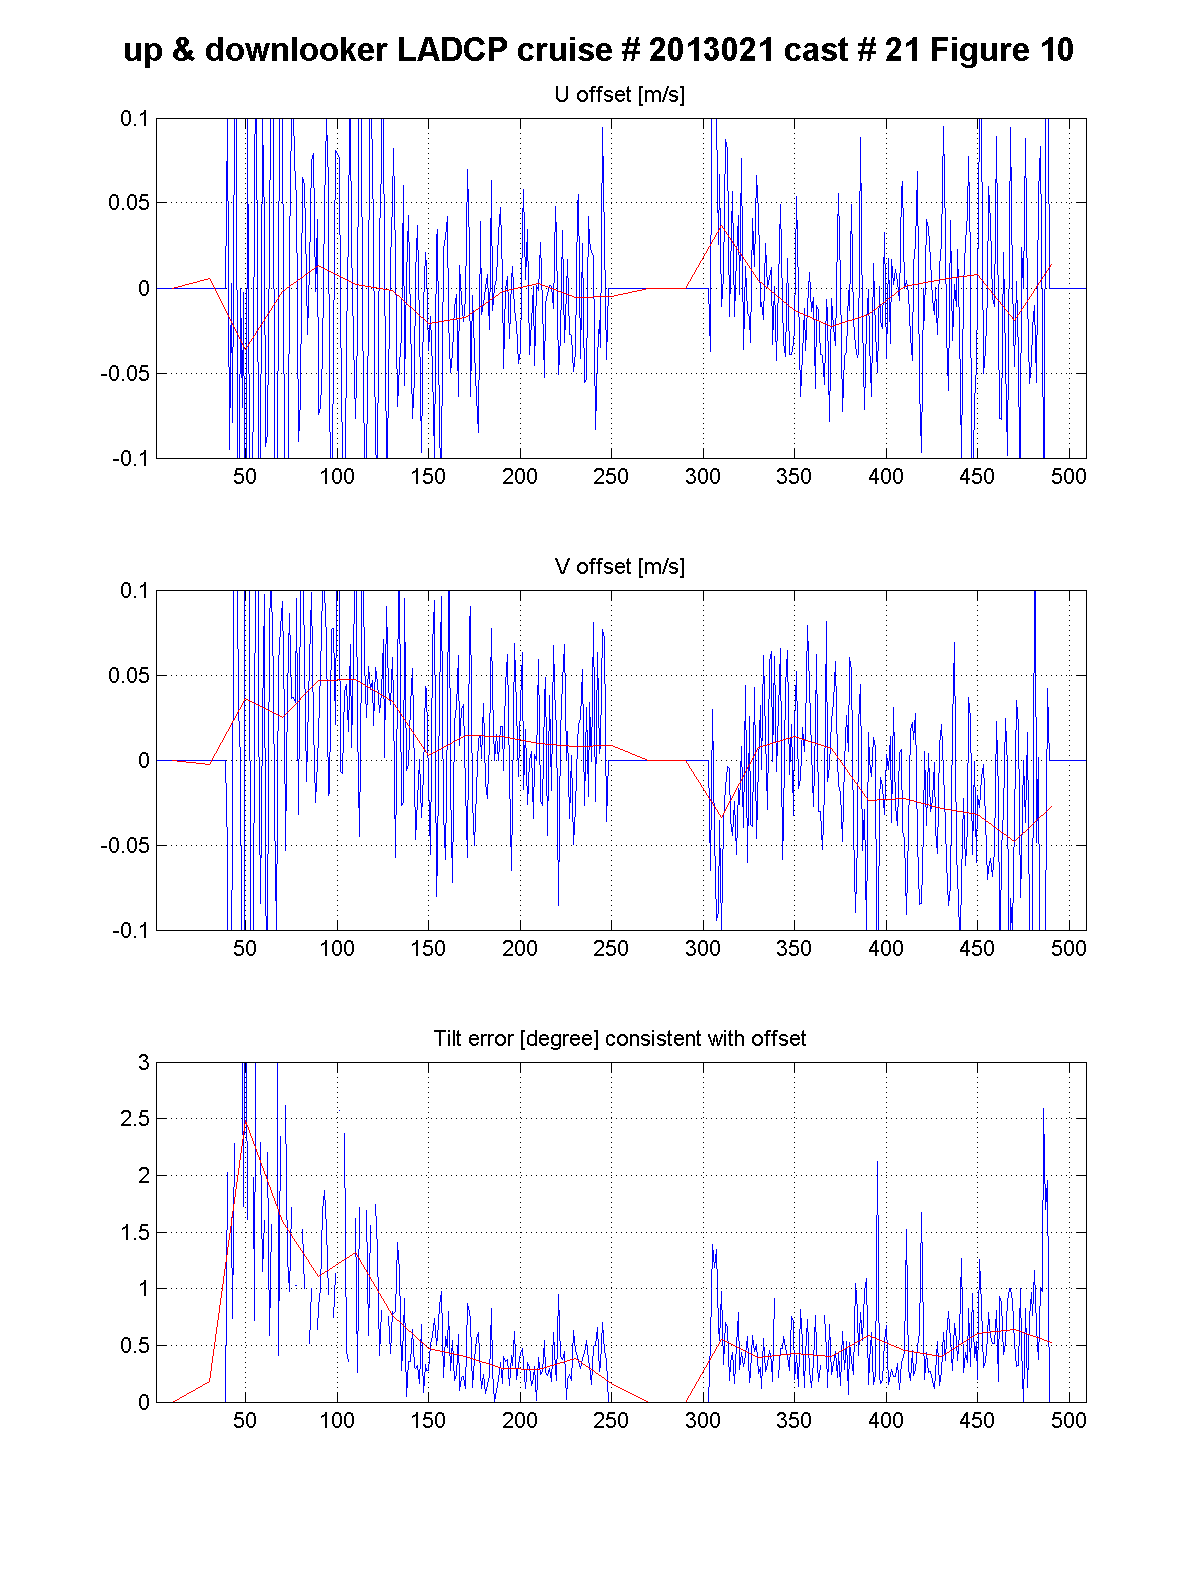 up & downlooker LADCP cruise # 2013021 cast # 21 Figure 10
U offset [m/s]
0.1
0.05
0
-0.05
-0.1
50 100 150 200 250 300 350 400 450 500
V offset [m/s]
0.1
0.05
0
-0.05
-0.1
50 100 150 200 250 300 350 400 450 500
Tilt error [degree] consistent with offset
3
2.5
2
1.5
1
0.5
0
50 100 150 200 250 300 350 400 450 500